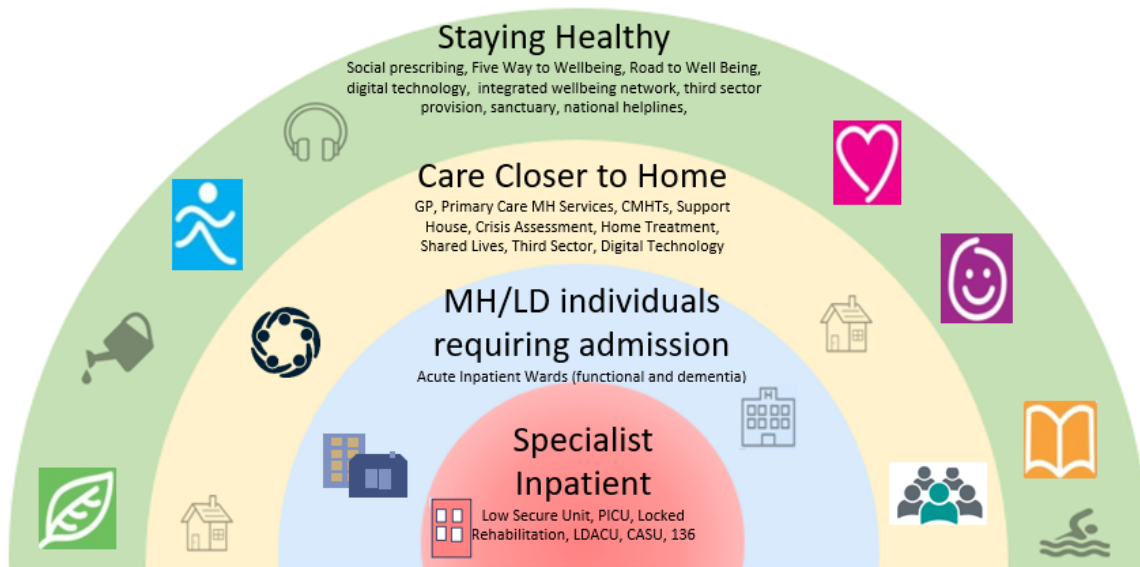 Staying Healthy
Social prescribing, Five Way to Wellbeing, Road to Well Being,
digital technology, integrated wellbeing network, third sector
provision, sanctuary, national helplines,
Care Closer to Home
GP, Primary Care MH Services, CMHTs, Support
House, Crisis Assessment, Home Treatment,
Shared Lives, Third Sector, Digital Technology
MH/LD individuals
requiring admission
Acute Inpatient Wards (functional and dementia)
Specialist
Inpatient
Low Secure Unit, PICU, Locked
Rehabilitation, LDACU, CASU, 136